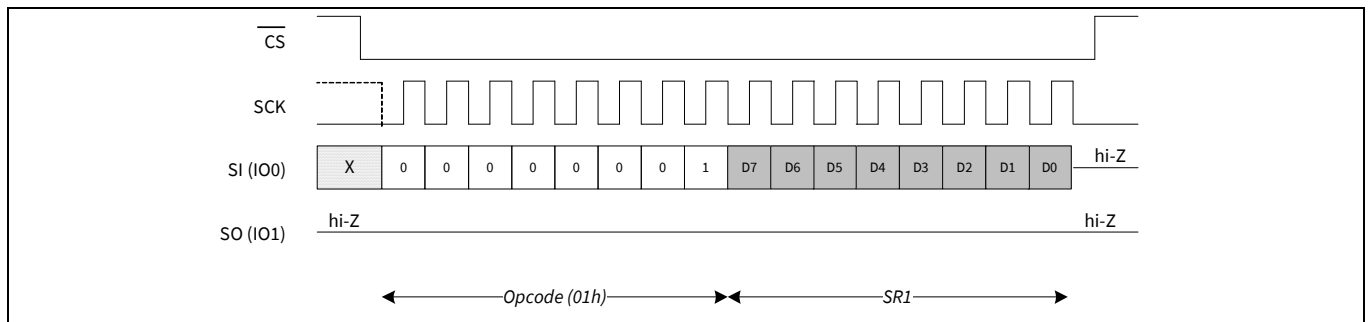 CS
SCK
SI (IO0) X 0 0 0 0 0 0 0 1 D7 D6 D5 D4 D3 D2 D1 D0 hi-Z
hi-Z hi-Z
SO (IO1)
Opcode (01h) SR1